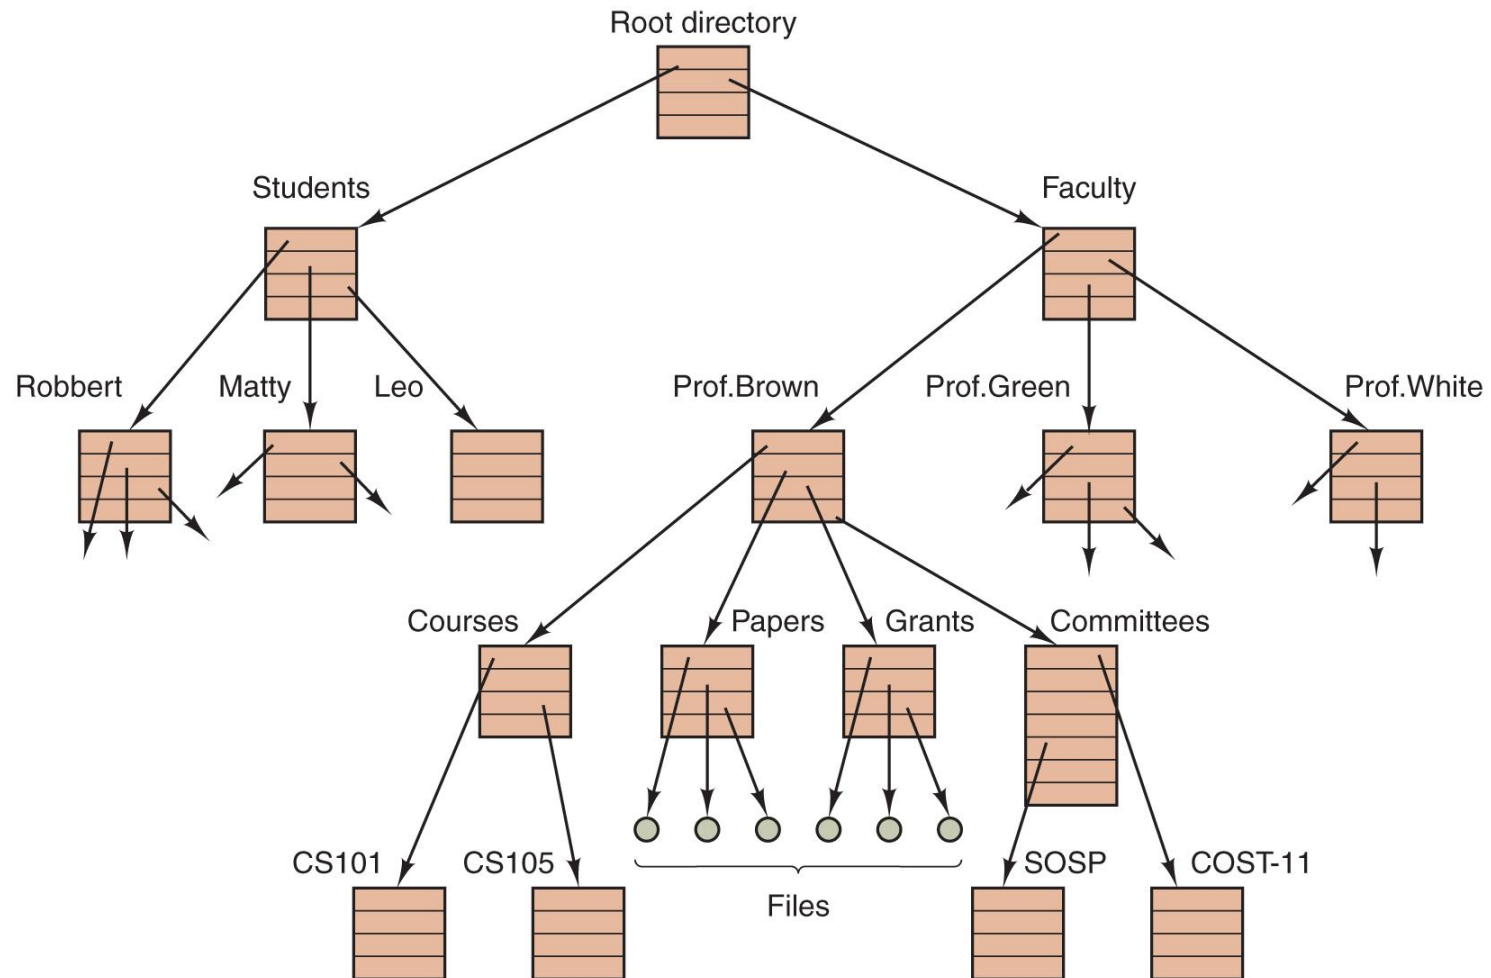 Root directory
Students
Faculty
Robbert
Matty
Leo
Prof.Brown
Prof.Green
Prof.White
Courses
Papers
Grants
Committees
CS101
CS105
SOSP
COST-11
Files